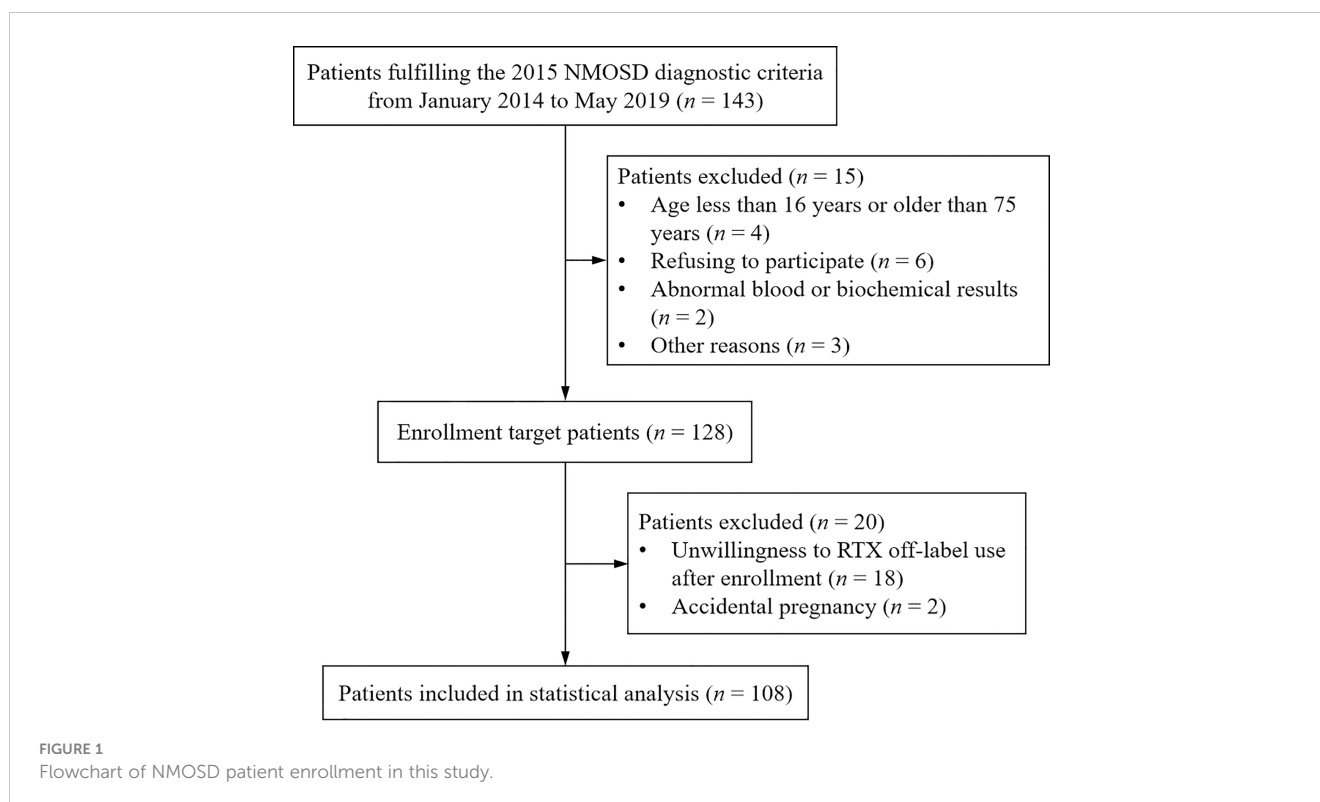 Patients fulfilling the 2015 NMOSD diagnostic criteria
from January 2014 to May 2019 (n = 143)
Patients excluded (n = 15)
• Age less than 16 years or older than 75
years (n = 4)
• Refusing to participate (n = 6)
• Abnormal blood or biochemical results
(n = 2)
• Other reasons (n = 3)
Enrollment target patients (n = 128)
Patients excluded (n = 20)
• Unwillingness to RTX off-label use
after enrollment (n = 18)
• Accidental pregnancy (n = 2)
Patients included in statistical analysis (n = 108)
FIGURE 1
Flowchart of NMOSD patient enrollment in this study.